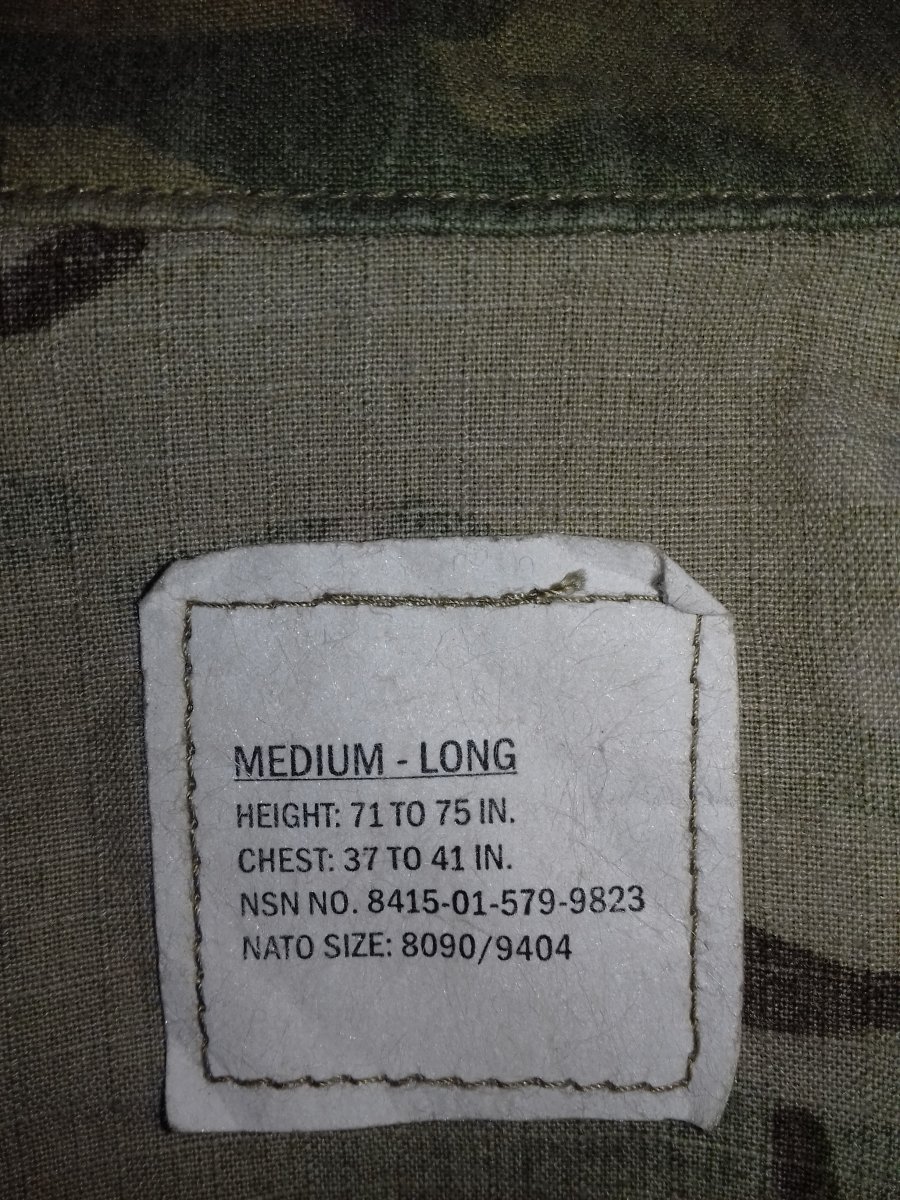 MEDIUM - LONG
HEIGHT: 71 TO 75 IN.
CHEST: 37 TO 41 IN.
NSN NO. 8415-01-579-9823
NATO SIZE: 8090/9404